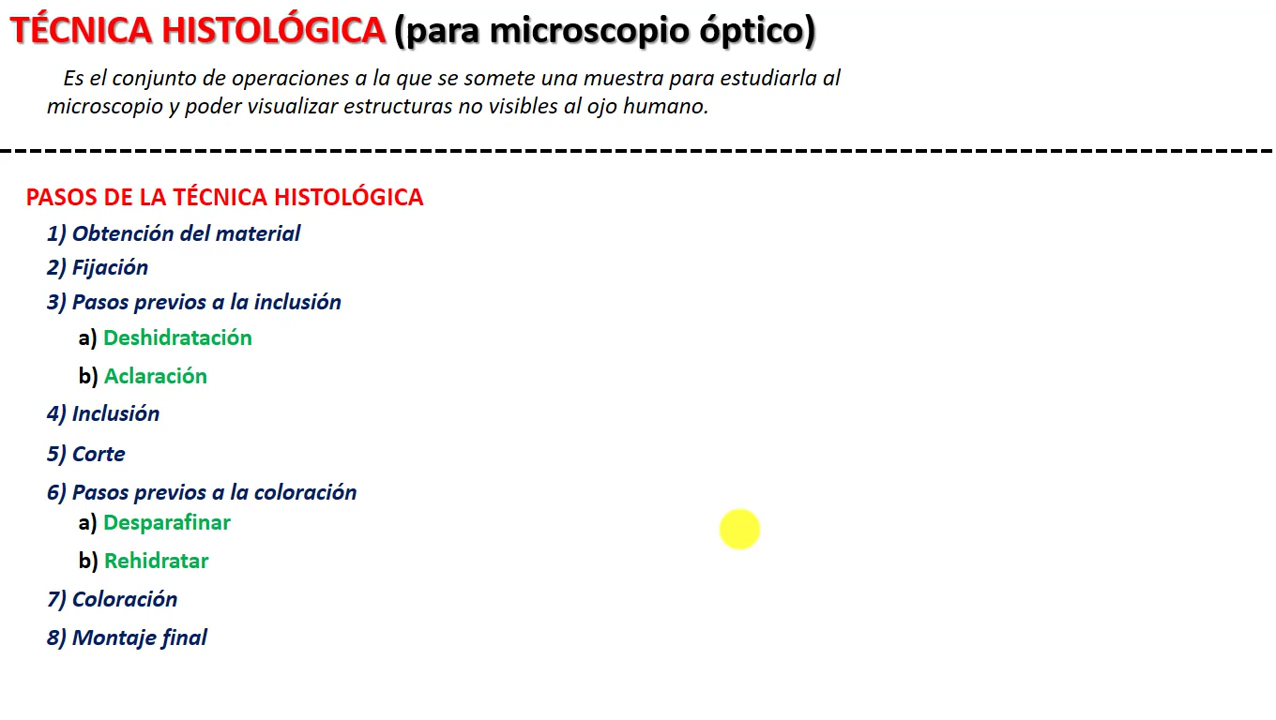 TÉCNICA HISTOLÓGICA (para microscopio óptico)
Es el conjunto de operaciones a la que se somete una muestra para estudiarla al
microscopio y poder visualizar estructuras no visibles al ojo humano.
PASOS DE LA TÉCNICA HISTOLÓGICA
1) Obtención del material
2) Fijación
3) Pasos previos a la inclusión
a) Deshidratación
b) Aclaración
4) Inclusión
5) Corte
6) Pasos previos a la coloración
a) Desparafinar
b) Rehidratar
7) Coloración
8) Montaje final